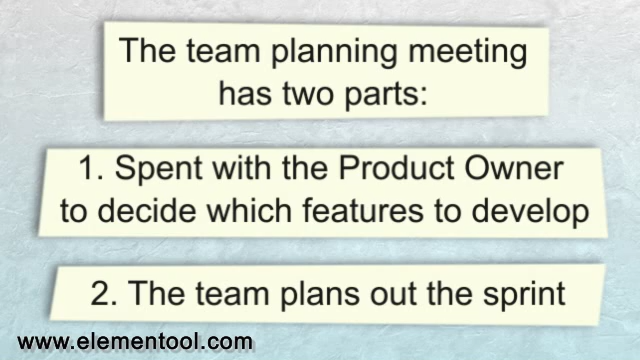 The team planning meeting
has two parts:
1. Spent with the Product Owner
to decide which features to develop
2. The team plans out the sprint
www.elementool.com